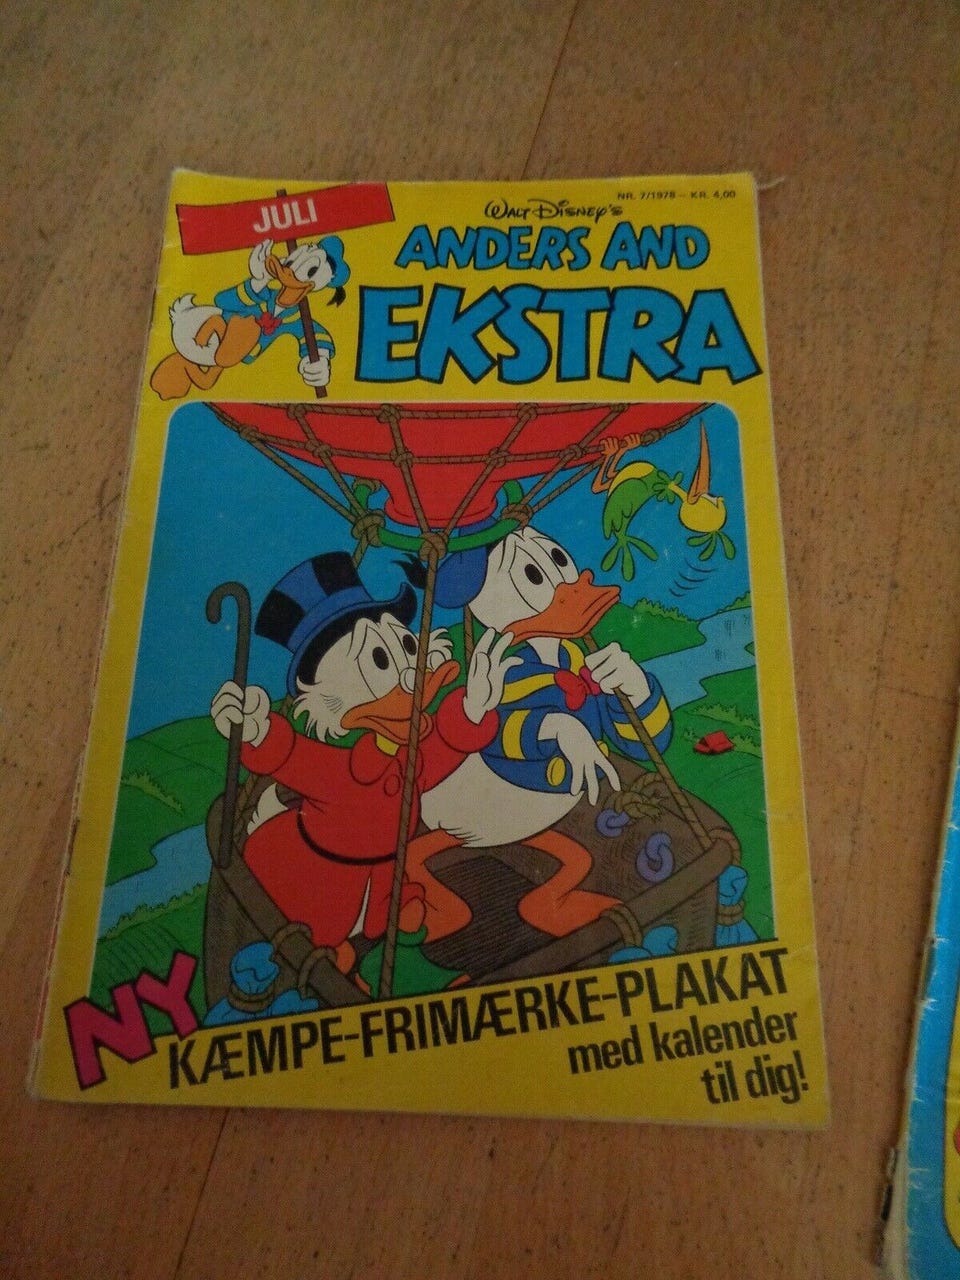 JULI
NR. 7/1978 - KR. 4,00
WALT DISNEY'S
ANDERS AND
EKSTRA
NY
KÆMPE-FRIMÆRKE-PLAKAT
med kalender
til dig!